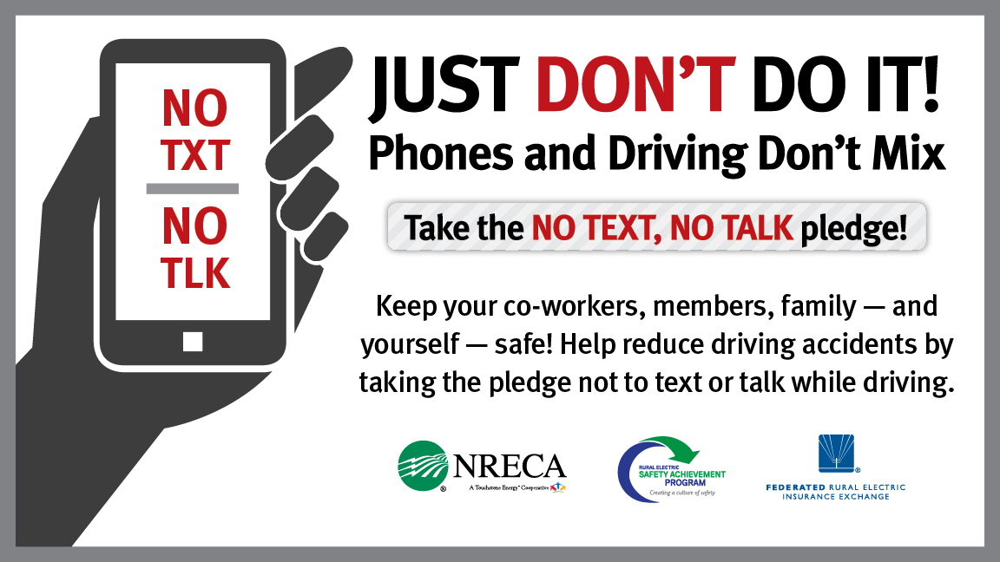 NO
TXT
NO
TLK
JUST DON'T DO IT!
Phones and Driving Don't Mix
Take the NO TEXT, NO TALK pledge!
Keep your co-workers, members, family — and
yourself — safe! Help reduce driving accidents by
taking the pledge not to text or talk while driving.
NRECA
A Touchstone Energy® Cooperative
®
RURAL ELECTRIC
SAFETY ACHIEVEMENT
PROGRAM
Creating a culture of safety
®
FEDERATED RURAL ELECTRIC
INSURANCE EXCHANGE